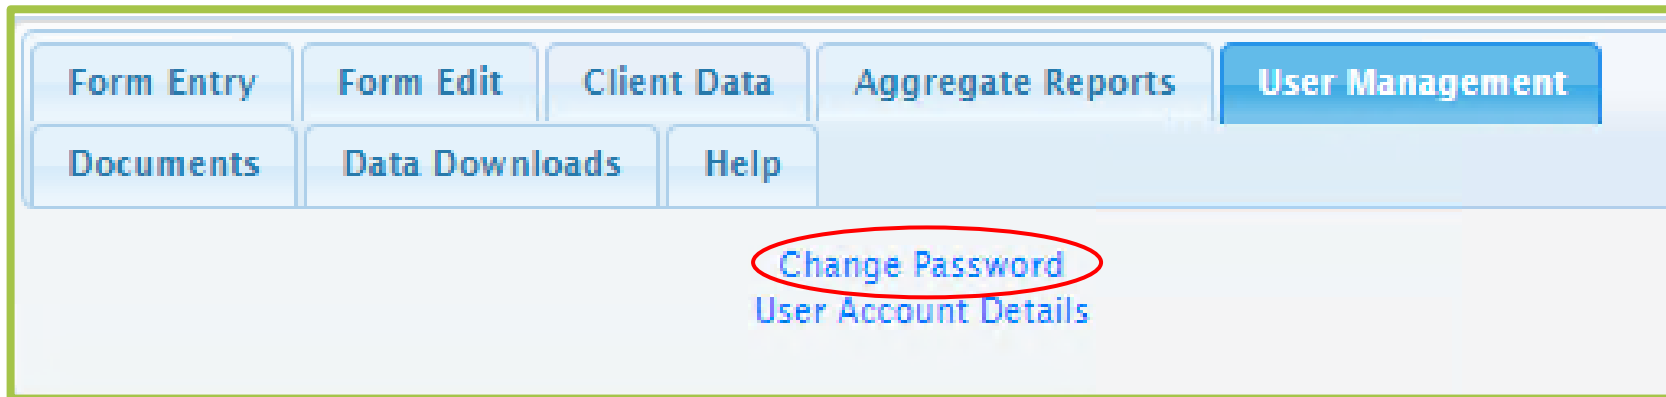 Form Entry Form Edit Client Data Aggregate Reports User Management
Documents Data Downloads Help
Change Password
User Account Details